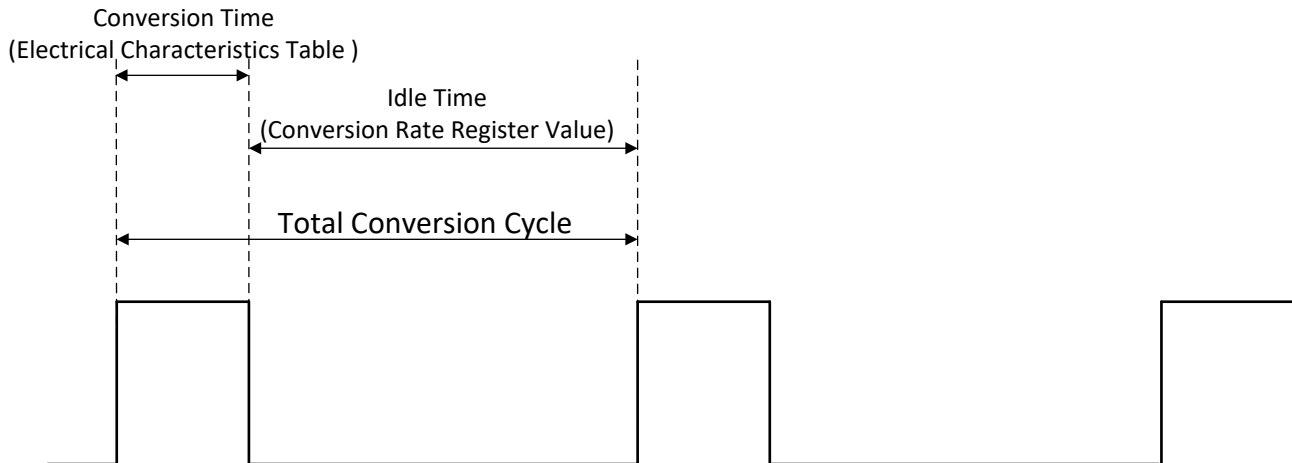 Conversion Time
(Electrical Characteristics Table )
Idle Time
(Conversion Rate Register Value)
Total Conversion Cycle